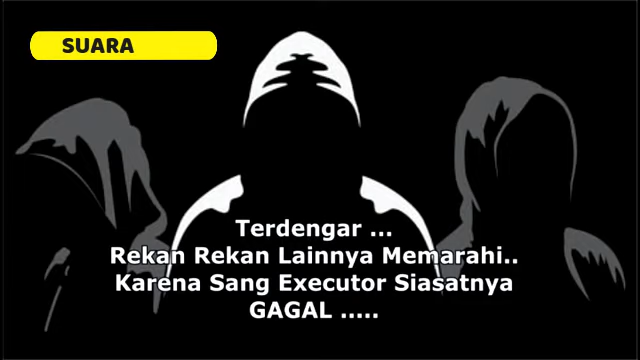 SUARA
Terdengar ...
Rekan Rekan Lainnya Memarahi..
Karena Sang Executor Siasatnya
GAGAL .....